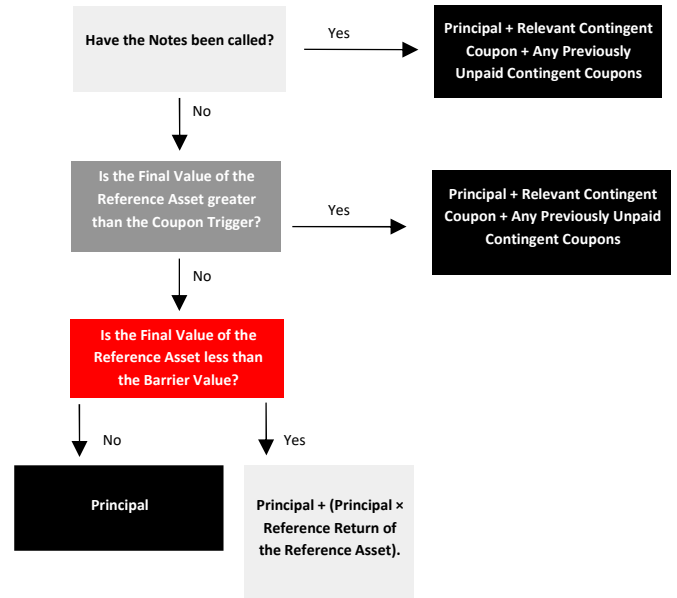 Have the Notes been called?
Yes
Principal + Relevant Contingent
Coupon + Any Previously
Unpaid Contingent Coupons
No
Is the Final Value of the
Reference Asset greater
than the Coupon Trigger?
Yes
Principal + Relevant Contingent
Coupon + Any Previously Unpaid
Contingent Coupons
No
Is the Final Value of the
Reference Asset less than
the Barrier Value?
No
Yes
Principal
Principal + (Principal ×
Reference Return of
the Reference Asset).